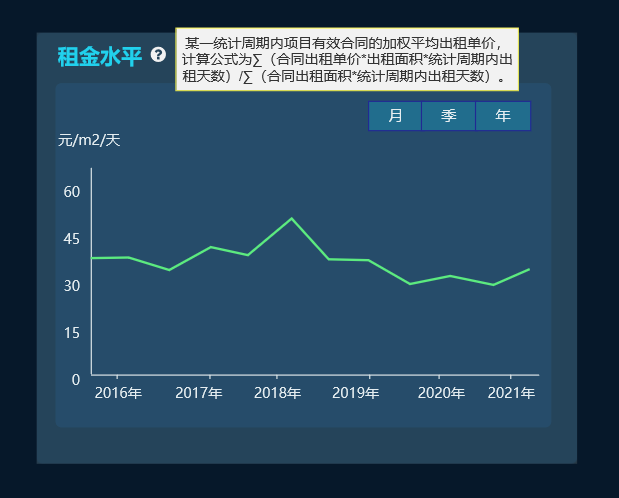 租金水平 ?
某一统计周期内项目有效合同的加权平均出租单价，
计算公式为∑（合同出租单价*出租面积*统计周期内出
租天数）/∑（合同出租面积*统计周期内出租天数）。
月 季 年
元/m2/天
60
45
30
15
0
2016年 2017年 2018年 2019年 2020年 2021年